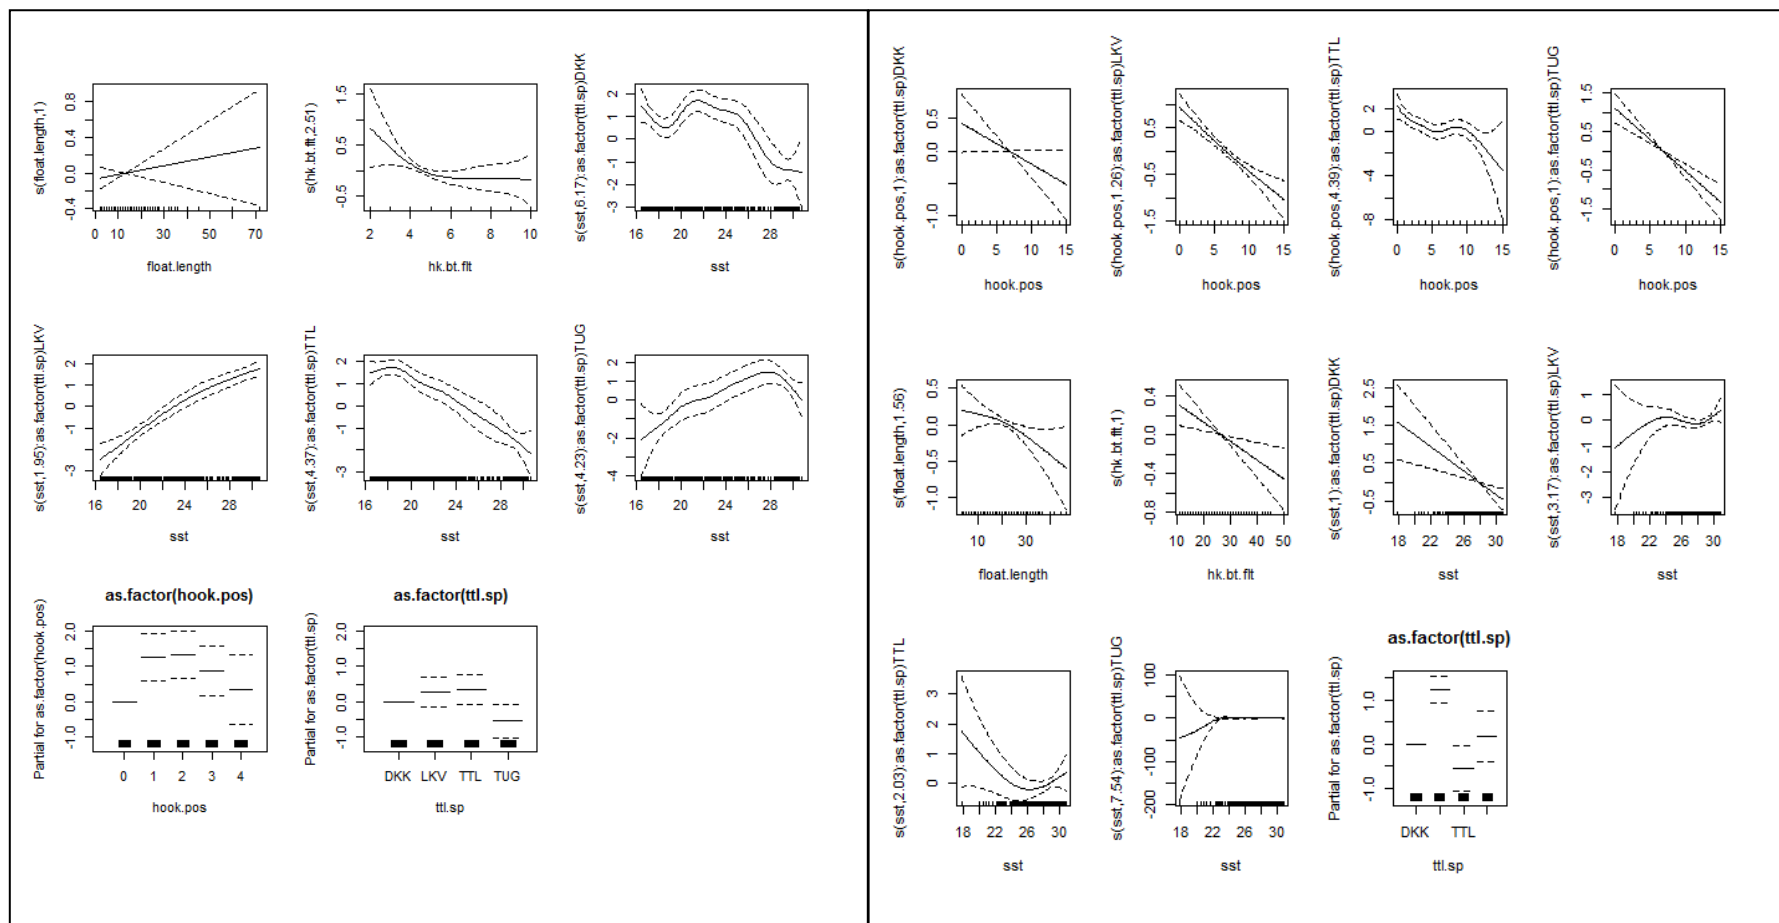 s(float.length,1)
0.8
0.4
0.0
-0.4
0 10 30 50 70
float.length
s(hk.bt.flt,2.51)
1.5
0.5
-0.5
2 4 6 8 10
hk.bt.flt
s(sst,6.17):as.factor(ttl.sp)DKK
2
1
0
-1
-2
-3
16 20 24 28
sst
s(sst,1.95):as.factor(ttl.sp)LKV
2
1
0
-1
-3
16 20 24 28
sst
s(sst,4.37):as.factor(ttl.sp)TTL
2
1
0
-1
-3
16 20 24 28
sst
s(sst,4.23):as.factor(ttl.sp)TUG
2
0
-2
-4
16 20 24 28
sst
as.factor(hook.pos)
Partial for as.factor(hook.pos)
2.0
1.0
0.0
-1.0
0 1 2 3 4
hook.pos
as.factor(ttl.sp)
Partial for as.factor(ttl.sp)
2.0
1.0
0.0
-1.0
DKK LKV TTL TUG
ttl.sp
s(hook.pos,1):as.factor(ttl.sp)DKK
0.5
0.0
-1.0
0 5 10 15
hook.pos
s(hook.pos,1.26):as.factor(ttl.sp)LKV
0.5
-0.5
-1.5
0 5 10 15
hook.pos
s(hook.pos,4.39):as.factor(ttl.sp)TTL
2
0
-4
-8
0 5 10 15
hook.pos
s(hook.pos,1):as.factor(ttl.sp)TUG
1.5
0.5
-0.5
-1.5
0 5 10 15
hook.pos
s(float.length,1.56)
0.5
0.0
-0.5
-1.0
10 30
float.length
s(hk.bt.flt,1)
0.4
0.0
-0.4
-0.8
10 20 30 40 50
hk.bt.flt
s(sst,1):as.factor(ttl.sp)DKK
2.5
1.5
0.5
-0.5
18 22 26 30
sst
s(sst,3.17):as.factor(ttl.sp)LKV
1
0
-1
-2
-3
18 22 26 30
sst
s(sst,2.03):as.factor(ttl.sp)TTL
3
2
1
0
18 22 26 30
sst
s(sst,7.54):as.factor(ttl.sp)TUG
100
0
-100
-200
18 22 26 30
sst
as.factor(ttl.sp)
Partial for as.factor(ttl.sp)
1.0
0.0
-1.0
DKK TTL
ttl.sp